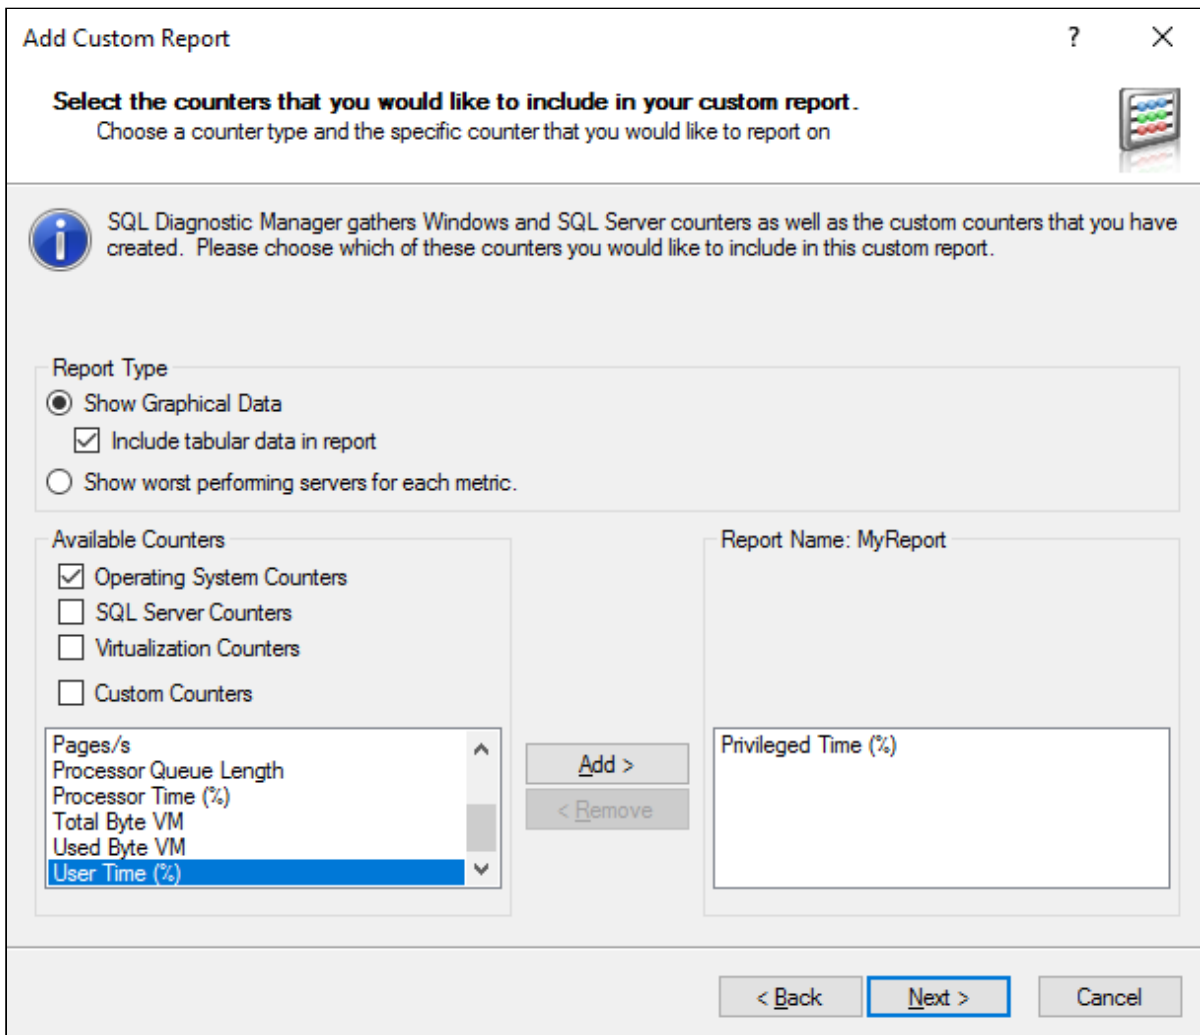 Add Custom Report
?
Select the counters that you would like to include in your custom report.
Choose a counter type and the specific counter that you would like to report on
SQL Diagnostic Manager gathers Windows and SQL Server counters as well as the custom counters that you have
created. Please choose which of these counters you would like to include in this custom report.
Report Type
Show Graphical Data
Include tabular data in report
Show worst performing servers for each metric.
Available Counters
Operating System Counters
SQL Server Counters
Virtualization Counters
Custom Counters
Pages/s
Processor Queue Length
Processor Time (%)
Total Byte VM
Used Byte VM
User Time (%)
Add >
< Remove
Report Name: MyReport
Privileged Time (%)
< Back
Next >
Cancel